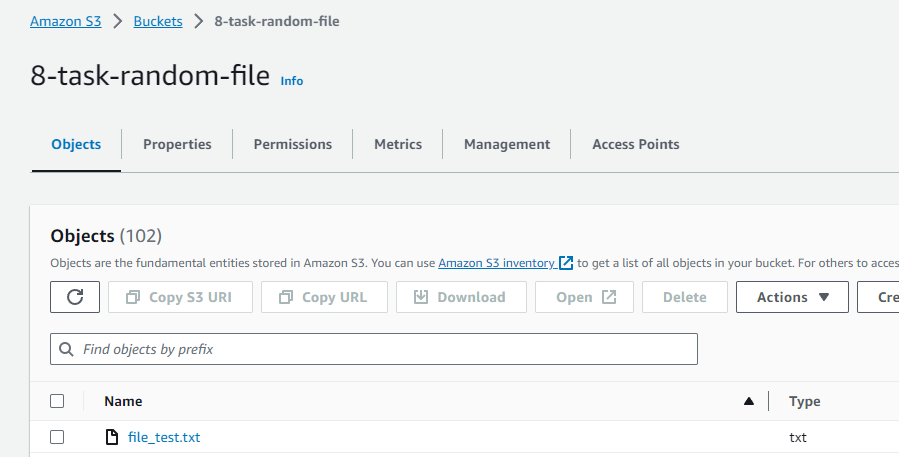 Amazon S3 > Buckets > 8-task-random-file
8-task-random-file Info
Objects Properties Permissions Metrics Management Access Points
Objects (102)
Objects are the fundamental entities stored in Amazon S3. You can use Amazon S3 inventory to get a list of all objects in your bucket. For others to acces
Copy S3 URI Copy URL Download Open Delete Actions Cre
Find objects by prefix
Name Type
file_test.txt txt